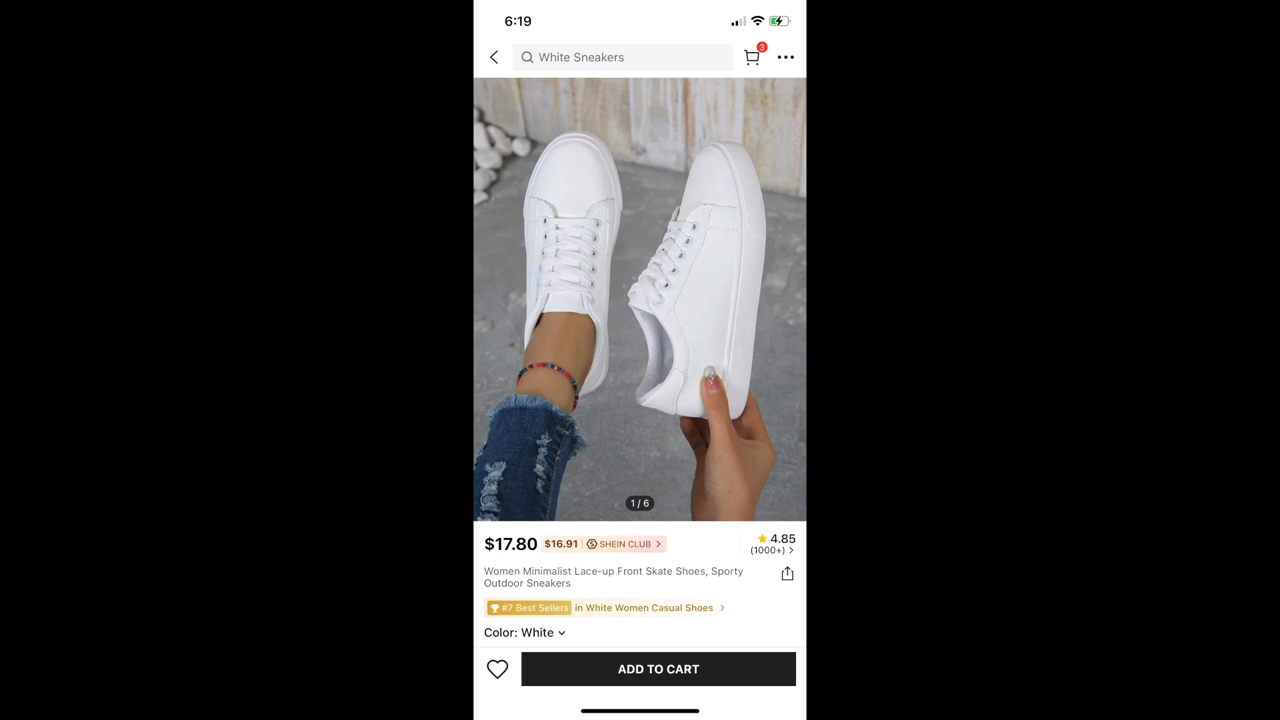 6:19
White Sneakers
3
1 / 6
$17.80 $16.91 SHEIN CLUB >
4.85
(1000+) >
Women Minimalist Lace-up Front Skate Shoes, Sporty
Outdoor Sneakers
#7 Best Sellers in White Women Casual Shoes >
Color: White
ADD TO CART